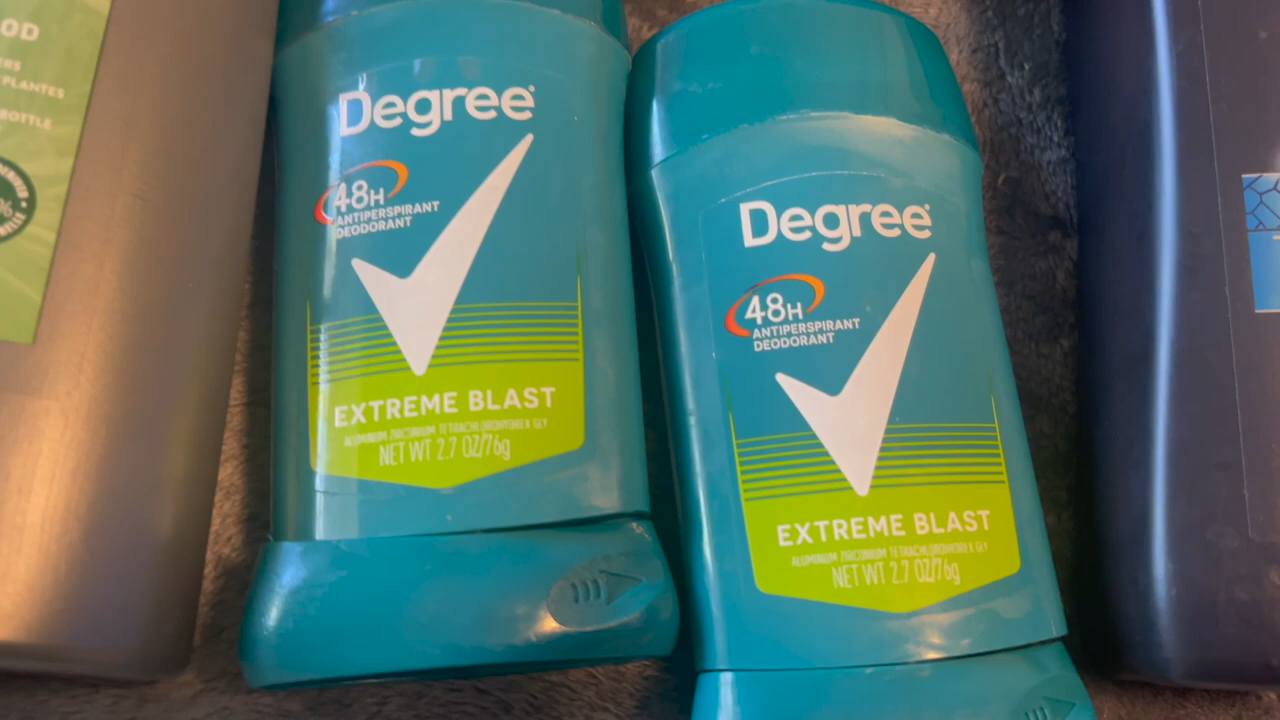 OD
ERS
PLANTES
BOTTLE
Degree
48H
ANTIPERSPIRANT
DEODORANT
EXTREME BLAST
ALUMINUM ZIRCONIUM TETRACHLOROHYDREX GLY
NET WT 2.7 OZ/76g
Degree
48H
ANTIPERSPIRANT
DEODORANT
EXTREME BLAST
ALUMINUM ZIRCONIUM TETRACHLOROHYDREX GLY
NET WT 2.7 OZ/76g